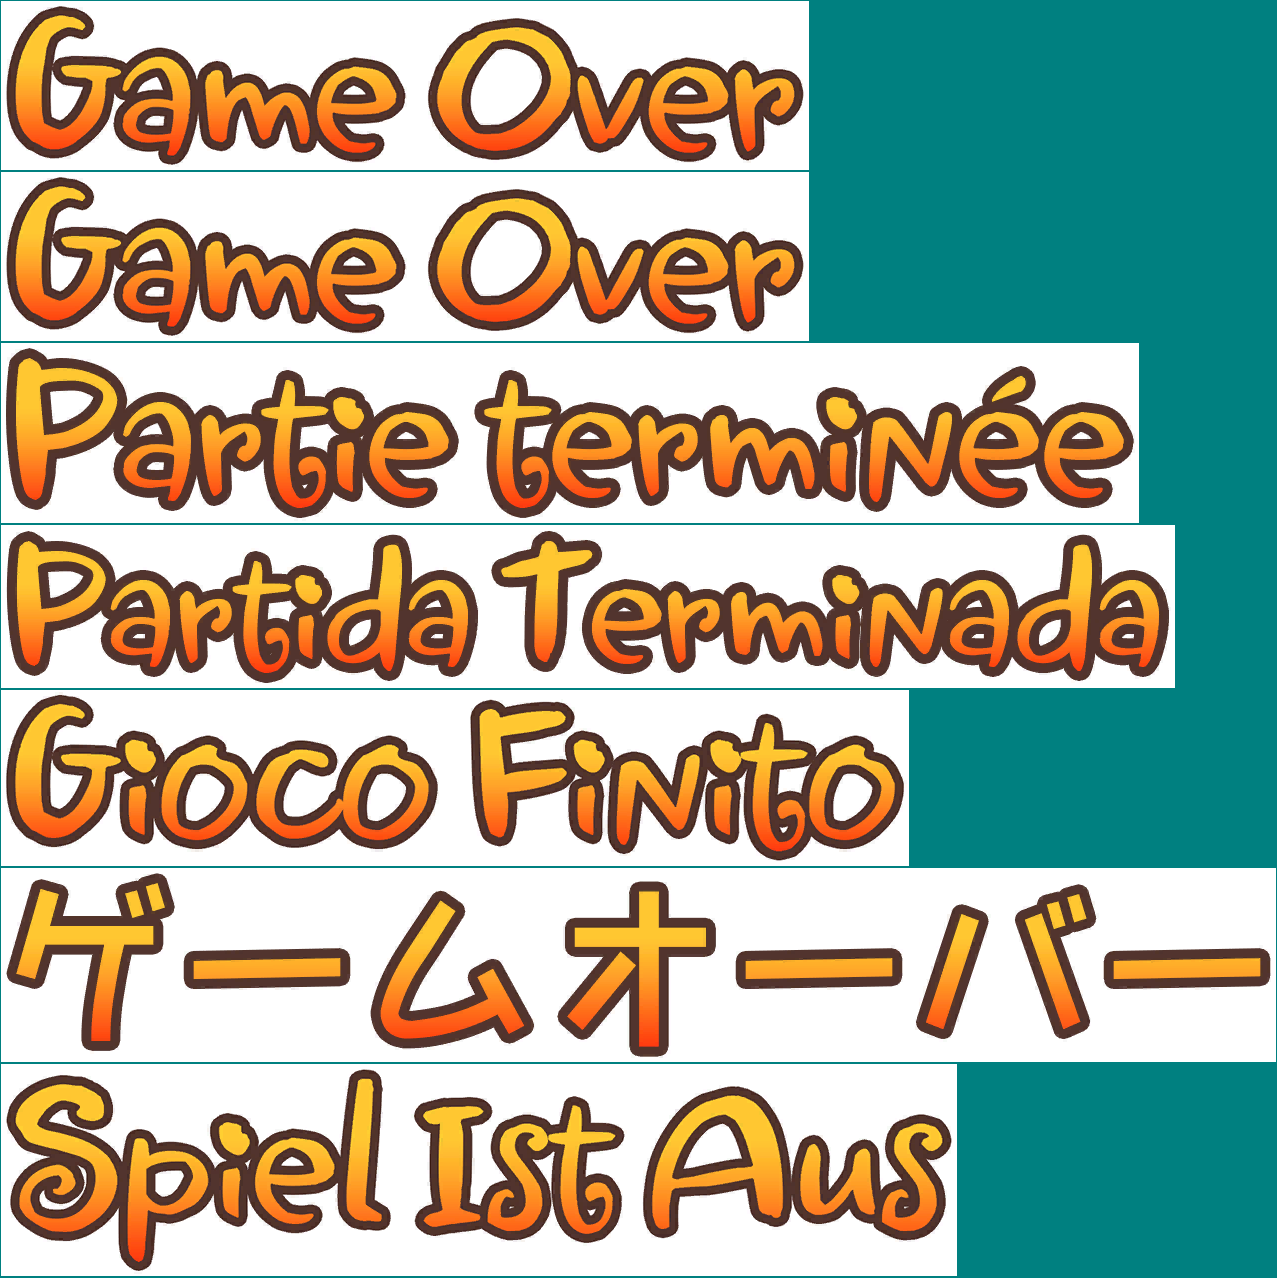 Game Over
Game Over
Partie terminée
Partida Terminada
Gioco Finito
ゲームオーバー
Spiel Ist Aus